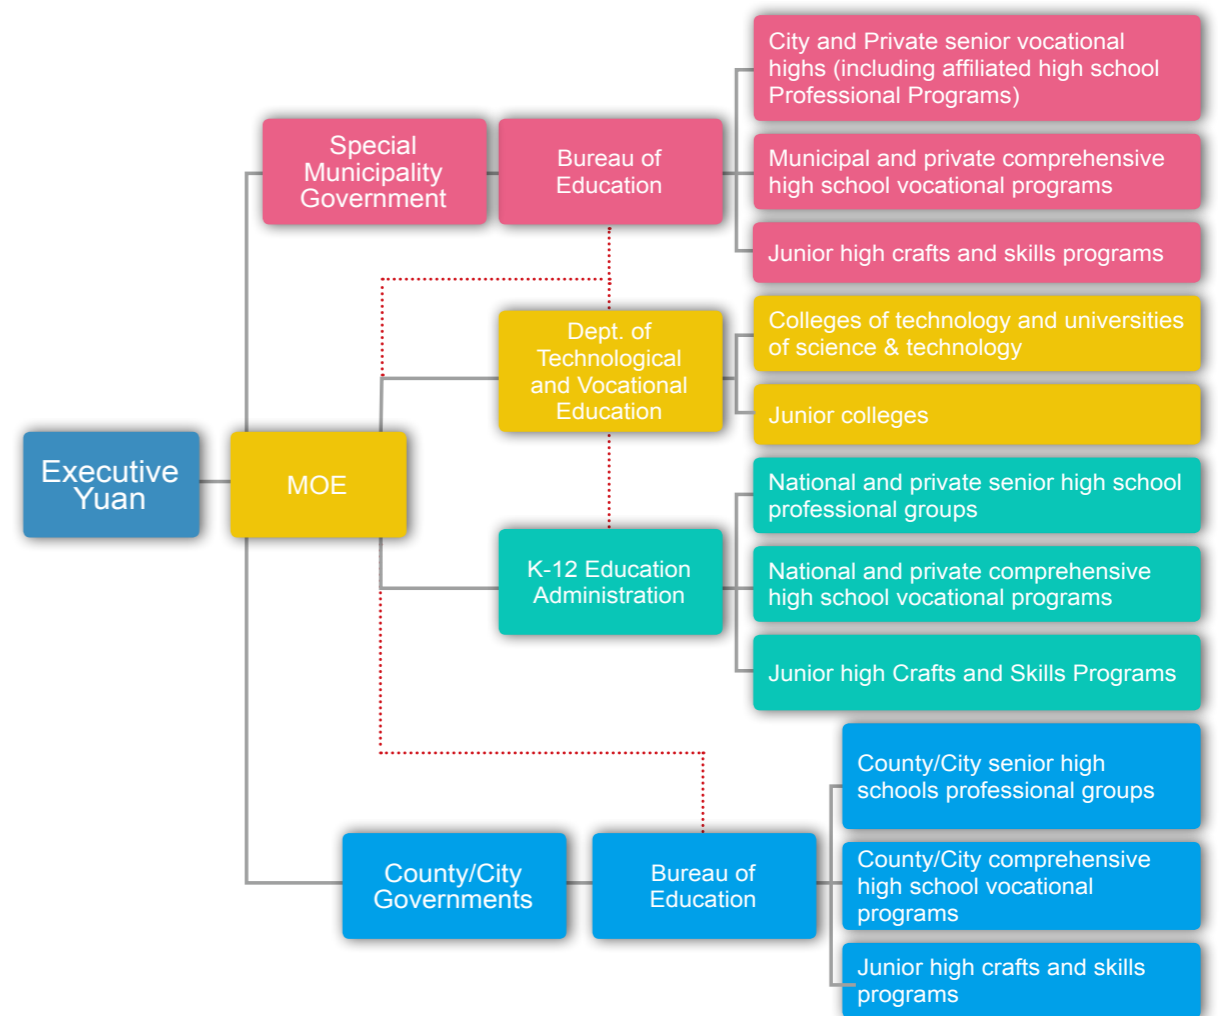 City and Private senior vocational
highs (including affiliated high school
Professional Programs)
Special
Municipality
Government
Bureau of
Education
Municipal and private comprehensive
high school vocational programs
Junior high crafts and skills programs
Dept. of
Technological
and Vocational
Education
Colleges of technology and universities
of science & technology
Junior colleges
Executive
Yuan
MOE
National and private senior high school
professional groups
K-12 Education
Administration
National and private comprehensive
high school vocational programs
Junior high Crafts and Skills Programs
County/City senior high
schools professional groups
County/City
Governments
Bureau of
Education
County/City comprehensive
high school vocational
programs
Junior high crafts and skills
programs